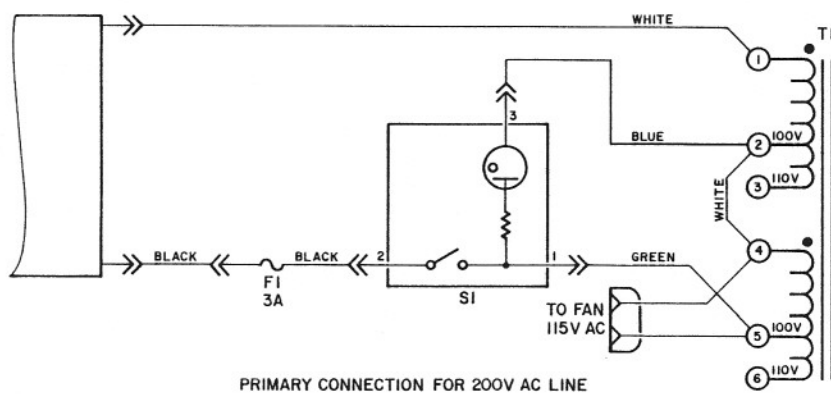 WHITE
T1
1
3
BLUE
2
100V
3
110V
WHITE
BLACK
BLACK
2
1
GREEN
4
F1
3A
S1
TO FAN
115V AC
5
100V
6
110V
PRIMARY CONNECTION FOR 200V AC LINE